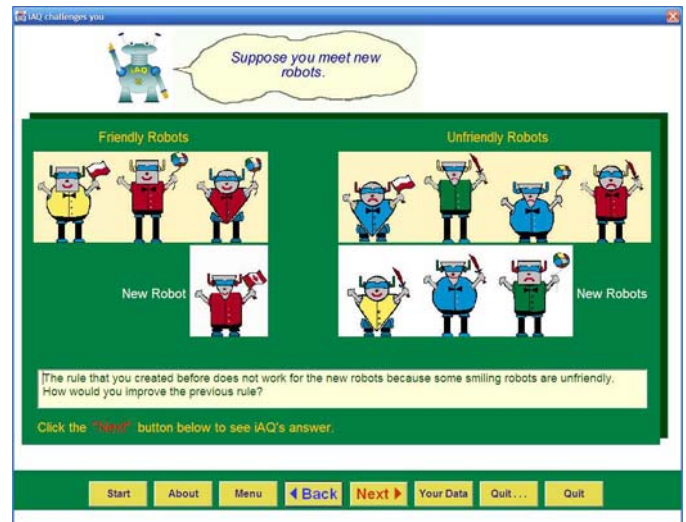 iAQ challenges you
iAQ
Suppose you meet new
robots.
Friendly Robots
Unfriendly Robots
New Robot
New Robots
The rule that you created before does not work for the new robots because some smiling robots are unfriendly.
How would you improve the previous rule?
Click the "Next" button below to see iAQ's answer.
Start
About
Menu
Back
Next
Your Data
Quit . . .
Quit